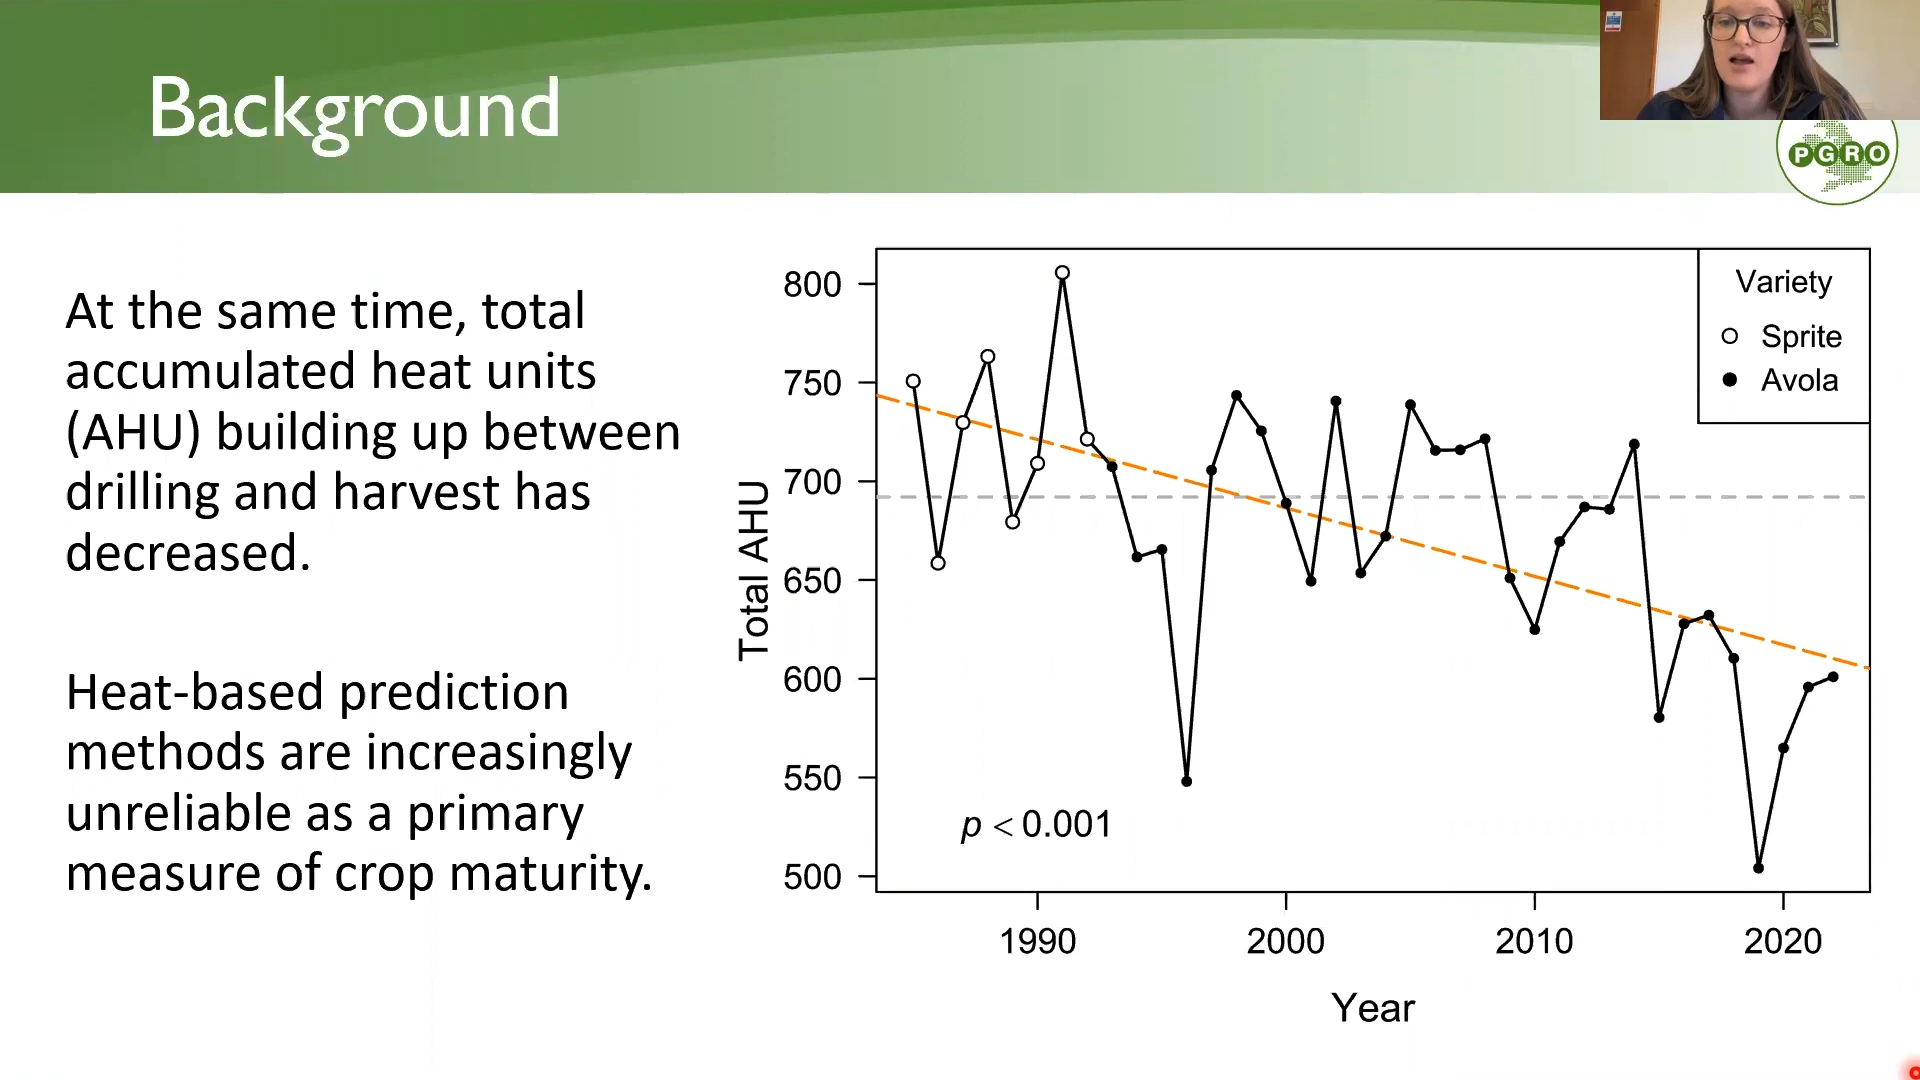 Background
PGRO
At the same time, total
accumulated heat units
(AHU) building up between
drilling and harvest has
decreased.
Heat-based prediction
methods are increasingly
unreliable as a primary
measure of crop maturity.
Total AHU
800
750
700
650
600
550
500
Variety
Sprite
Avola
p < 0.001
1990
2000
2010
2020
Year